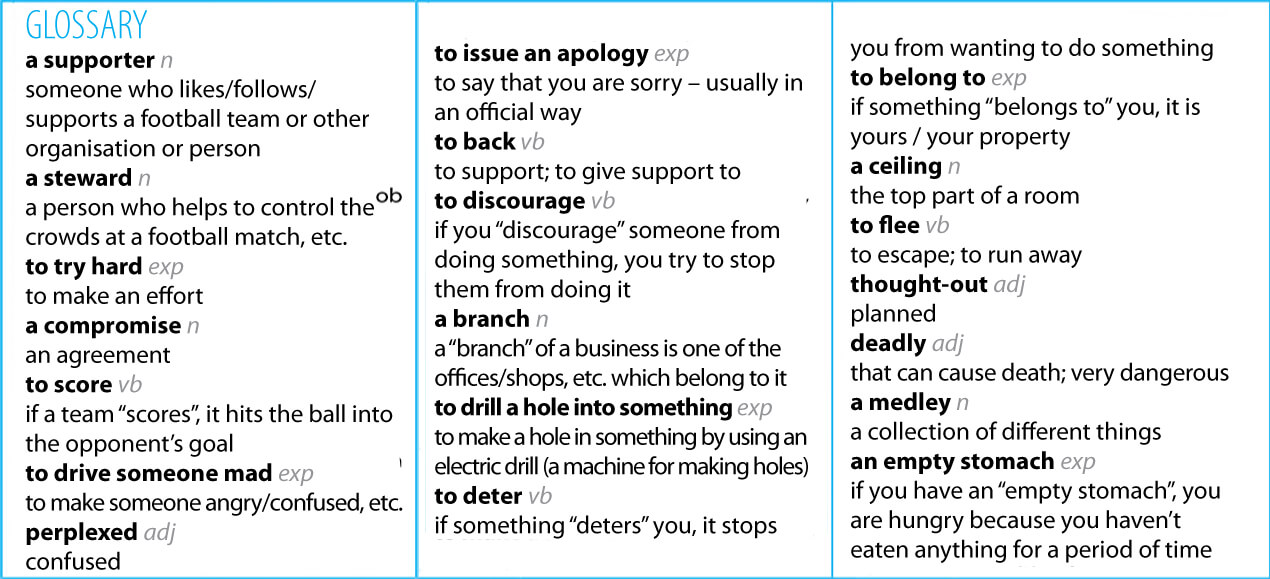 GLOSSARY
a supporter n
someone who likes/follows/
supports a football team or other
organisation or person
a steward n
a person who helps to control the ob
crowds at a football match, etc.
to try hard exp
to make an effort
a compromise n
an agreement
to score vb
if a team “scores”, it hits the ball into
the opponent’s goal
to drive someone mad exp
to make someone angry/confused, etc.
perplexed adj
confused
to issue an apology exp
to say that you are sorry – usually in
an official way
to back vb
to support; to give support to
to discourage vb
if you “discourage” someone from
doing something, you try to stop
them from doing it
a branch n
a “branch” of a business is one of the
offices/shops, etc. which belong to it
to drill a hole into something exp
to make a hole in something by using an
electric drill (a machine for making holes)
to deter vb
if something “deters” you, it stops
you from wanting to do something
to belong to exp
if something “belongs to” you, it is
yours / your property
a ceiling n
the top part of a room
to flee vb
to escape; to run away
thought-out adj
planned
deadly adj
that can cause death; very dangerous
a medley n
a collection of different things
an empty stomach exp
if you have an “empty stomach”, you
are hungry because you haven’t
eaten anything for a period of time